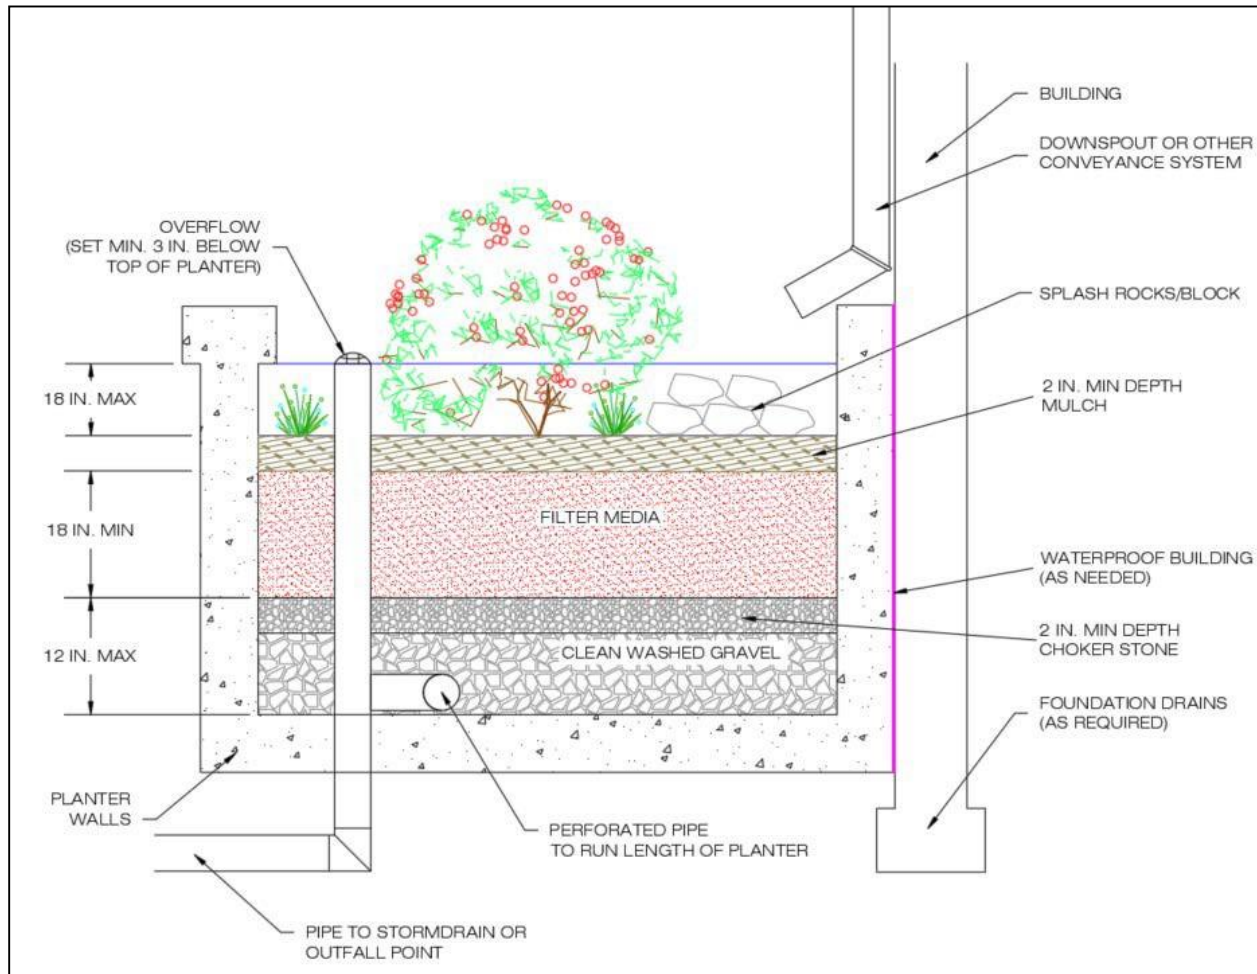 BUILDING
DOWNSPOUT OR OTHER
CONVEYANCE SYSTEM
OVERFLOW
(SET MIN. 3 IN. BELOW
TOP OF PLANTER)
SPLASH ROCKS/BLOCK
18 IN. MAX
2 IN. MIN DEPTH
MULCH
18 IN. MIN
FILTER MEDIA
WATERPROOF BUILDING
(AS NEEDED)
12 IN. MAX
CLEAN WASHED GRAVEL
2 IN. MIN DEPTH
CHOKER STONE
FOUNDATION DRAINS
(AS REQUIRED)
PLANTER
WALLS
PERFORATED PIPE
TO RUN LENGTH OF PLANTER
PIPE TO STORMDRAIN OR
OUTFALL POINT